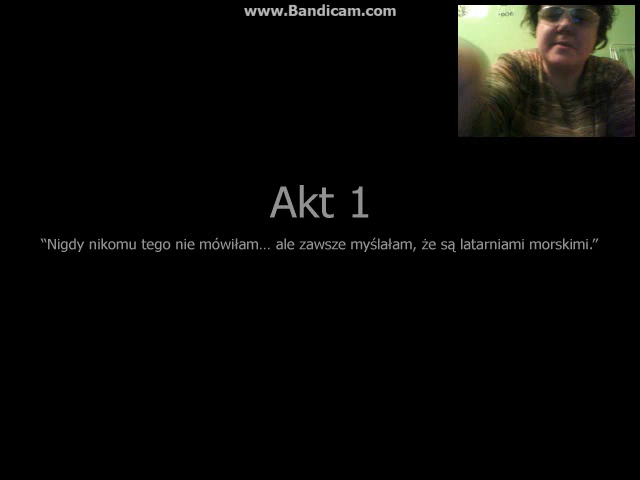 www.Bandicam.com
Akt 1
“Nigdy nikomu tego nie mówiłam... ale zawsze myślałam, że są latarniami morskimi.”